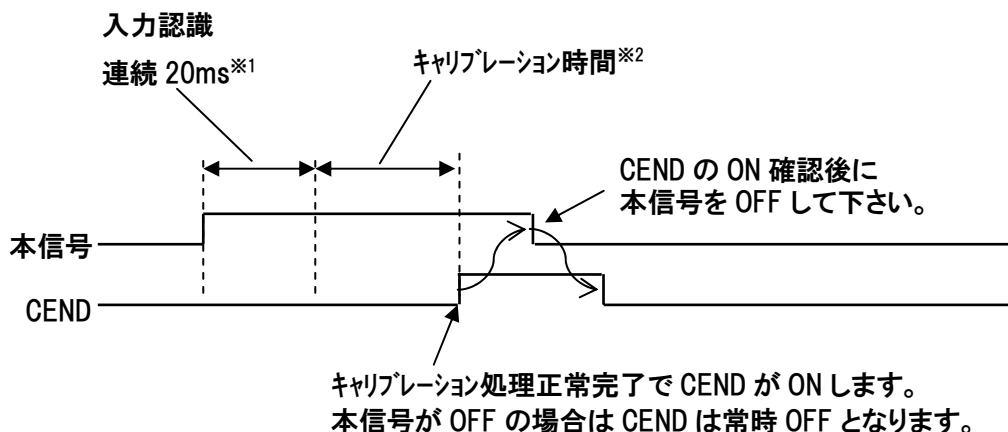 入力認識
連続 20ms※1
キャリブレーション時間※2
CEND の ON 確認後に
本信号を OFF して下さい。
本信号
CEND
キャリブレーション処理正常完了で CEND が ON します。
本信号が OFF の場合は CEND は常時 OFF となります。